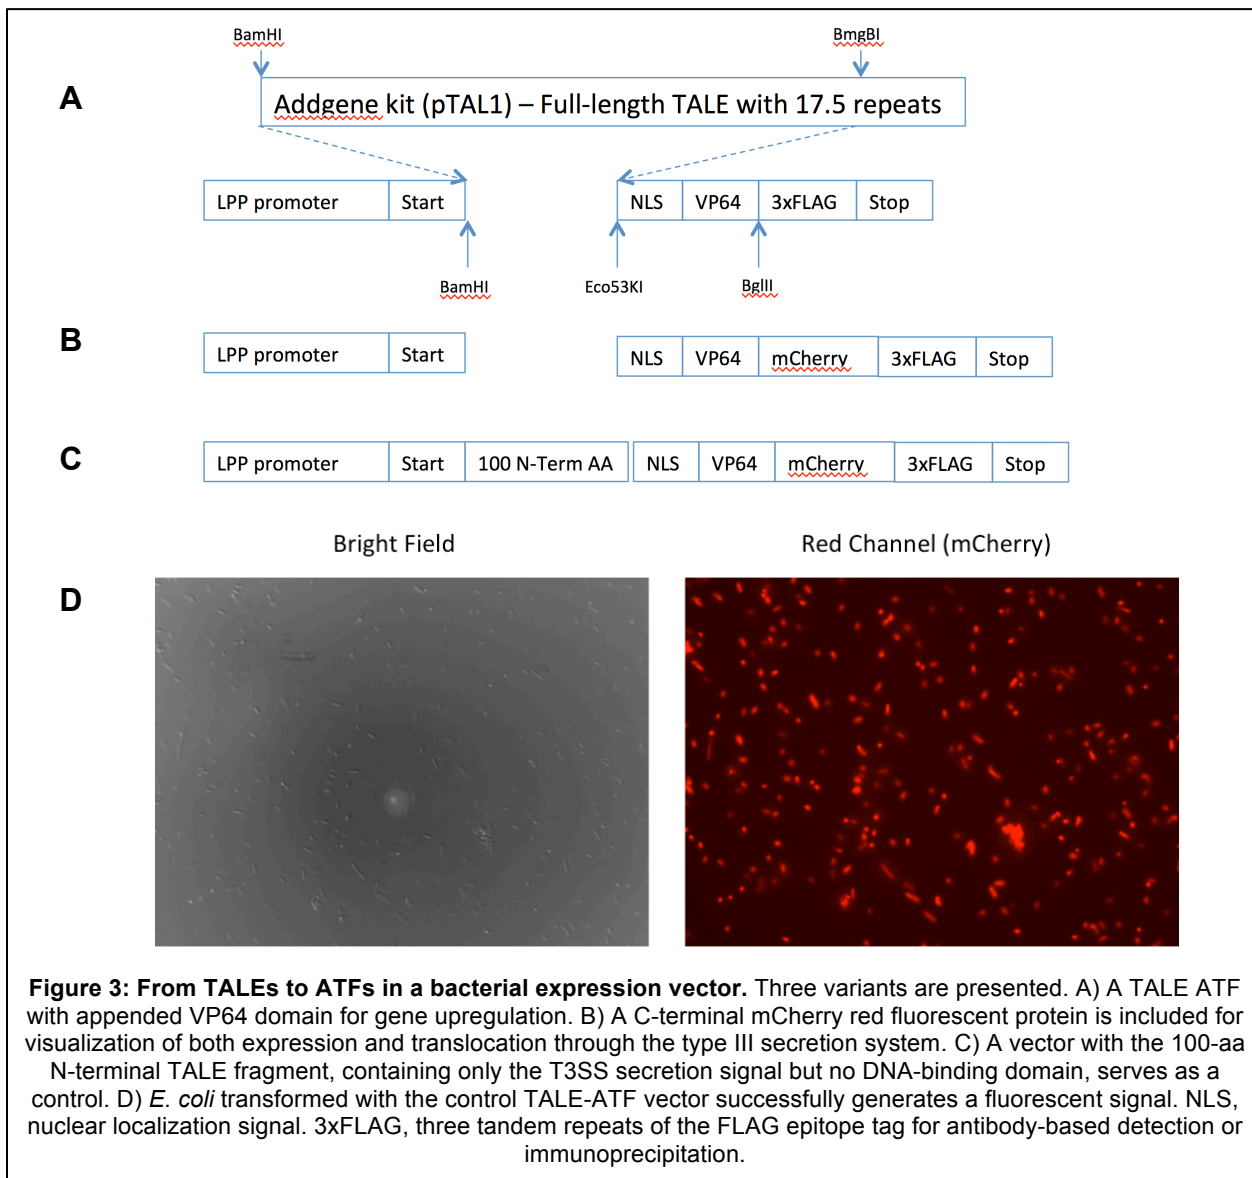 BamHI
BmgBI
A
Addgene kit (pTAL1) – Full-length TALE with 17.5 repeats
LPP promoter Start NLS VP64 3xFLAG Stop
BamHI Eco53KI BglII
B
LPP promoter Start NLS VP64 mCherry 3xFLAG Stop
C
LPP promoter Start 100 N-Term AA NLS VP64 mCherry 3xFLAG Stop
Bright Field Red Channel (mCherry)
D
Figure 3: From TALEs to ATFs in a bacterial expression vector. Three variants are presented. A) A TALE ATF
with appended VP64 domain for gene upregulation. B) A C-terminal mCherry red fluorescent protein is included for
visualization of both expression and translocation through the type III secretion system. C) A vector with the 100-aa
N-terminal TALE fragment, containing only the T3SS secretion signal but no DNA-binding domain, serves as a
control. D) E. coli transformed with the control TALE-ATF vector successfully generates a fluorescent signal. NLS,
nuclear localization signal. 3xFLAG, three tandem repeats of the FLAG epitope tag for antibody-based detection or
immunoprecipitation.